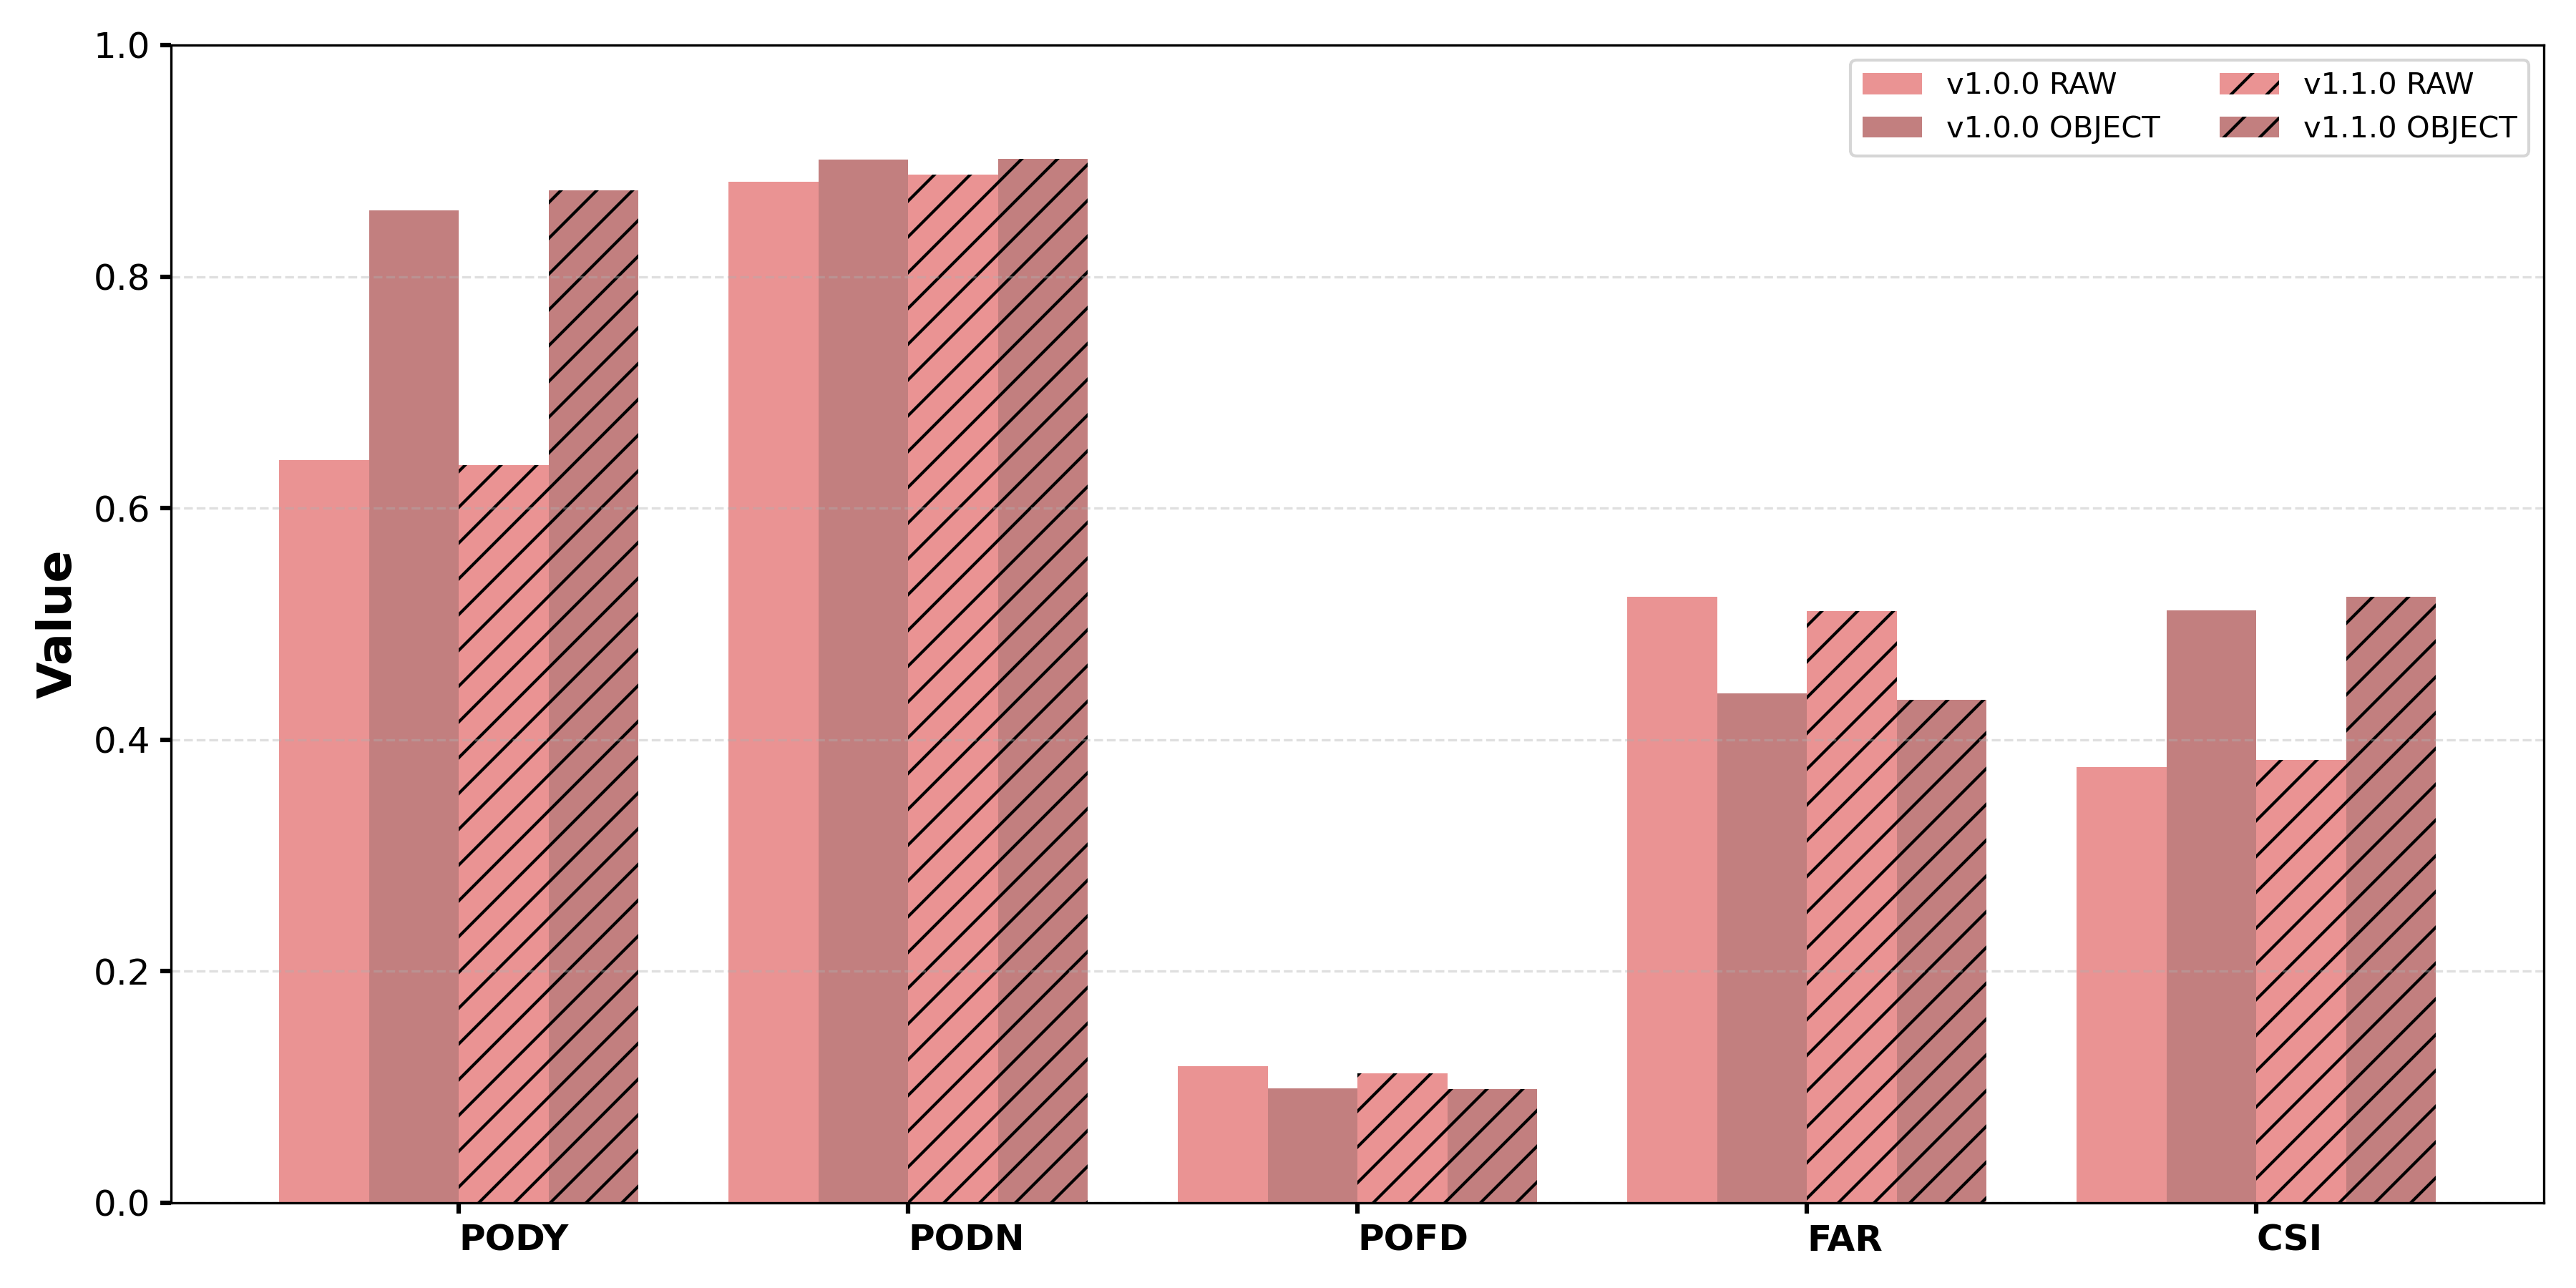 1.0
0.8
0.6
0.4
0.2
0.0
Value
v1.0.0 RAW
v1.0.0 OBJECT
v1.1.0 RAW
v1.1.0 OBJECT
PODY
PODN
POFD
FAR
CSI